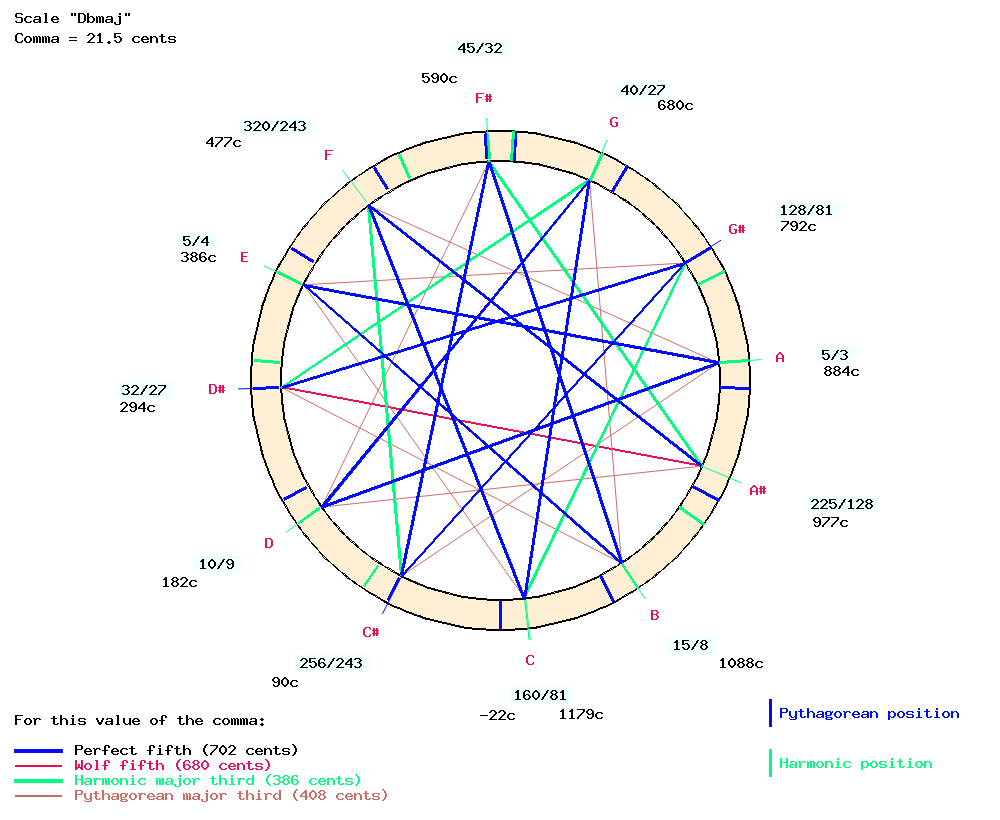 Scale "Dbmaj"
Comma = 21.5 cents
45/32
590c
F#
40/27
680c
G
320/243
477c
F
128/81
792c
G#
5/4
386c
E
5/3
884c
A
32/27
294c
D#
225/128
977c
A#
10/9
182c
D
256/243
90c
C#
15/8
1088c
B
C
160/81
-22c
1179c
For this value of the comma:
Perfect fifth (702 cents)
Wolf fifth (680 cents)
Harmonic major third (386 cents)
Pythagorean major third (408 cents)
Pythagorean position
Harmonic position